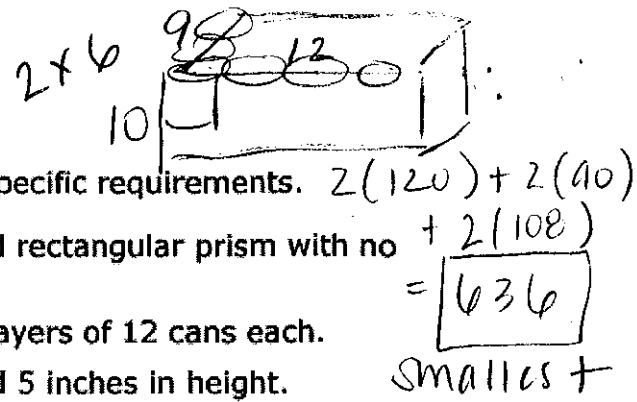 9
2 x 6
12
10
pecific requirements. 2(120) + 2(90)
l rectangular prism with no + 2(108)
= 636
ayers of 12 cans each.
l 5 inches in height. smallest